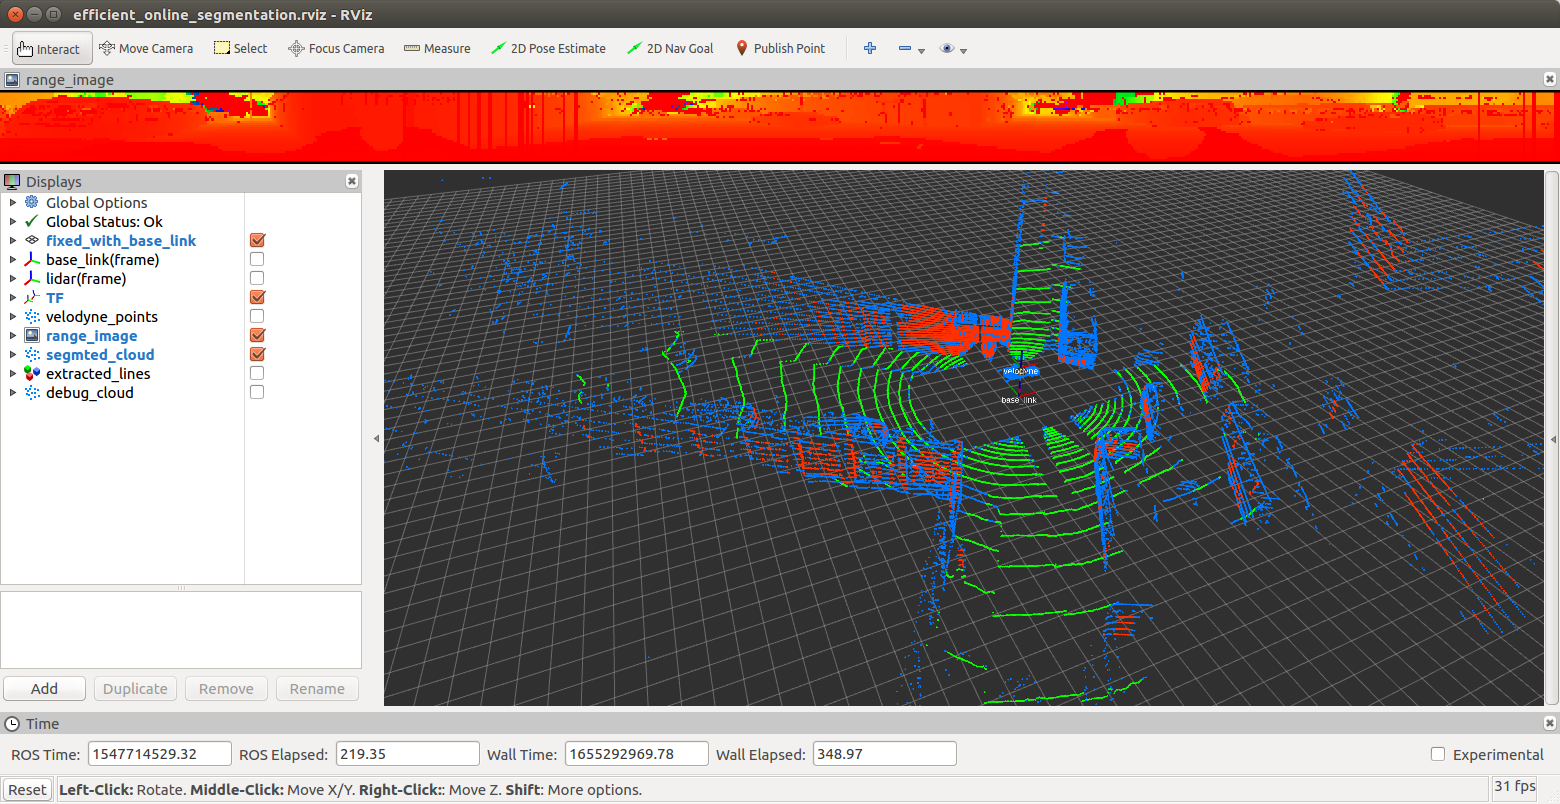 efficient_online_segmentation.rviz - RViz
Interact Move Camera Select Focus Camera Measure 2D Pose Estimate 2D Nav Goal Publish Point
range_image
Displays
Global Options
Global Status: Ok
fixed_with_base_link
base_link(frame)
lidar(frame)
TF
velodyne_points
range_image
segmted_cloud
extracted_lines
debug_cloud
velodyne
base_link
Add Duplicate Remove Rename
Time
ROS Time: 1547714529.32 ROS Elapsed: 219.35 Wall Time: 1655292969.78 Wall Elapsed: 348.97 Experimental
Reset Left-Click: Rotate. Middle-Click: Move X/Y. Right-Click:: Move Z. Shift: More options. 31 fps